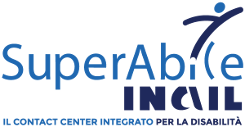 SuperAbile
INAIL
IL CONTACT CENTER INTEGRATO PER LA DISABILITÀ